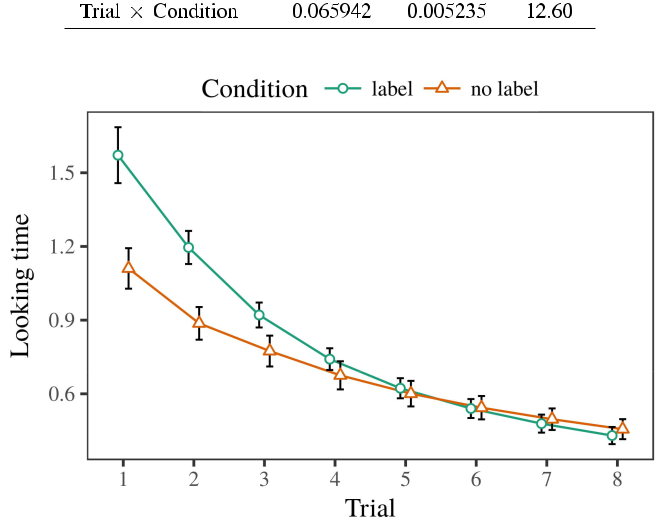 Trial × Condition 0.065942 0.005235 12.60
Condition label no label
1.5
1.2
0.9
0.6
Looking time
1 2 3 4 5 6 7 8
Trial